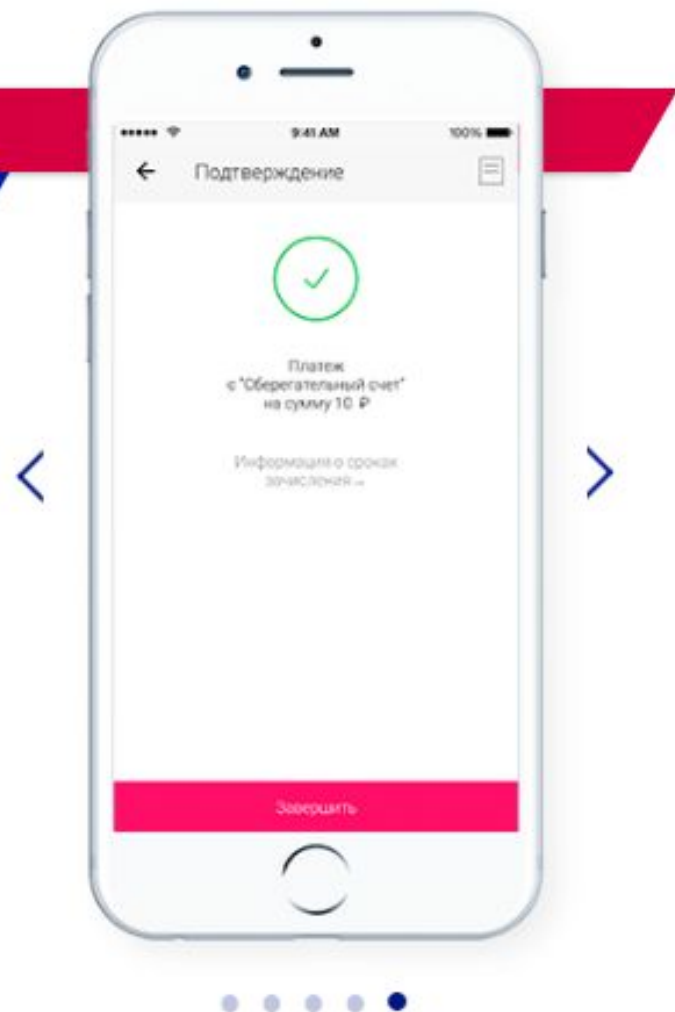 9:41 AM 100%
Подтверждение
Платеж
с "Сберегательный счет"
на сумму 10 ₽
Информация о сроках
зачисления →
Завершить